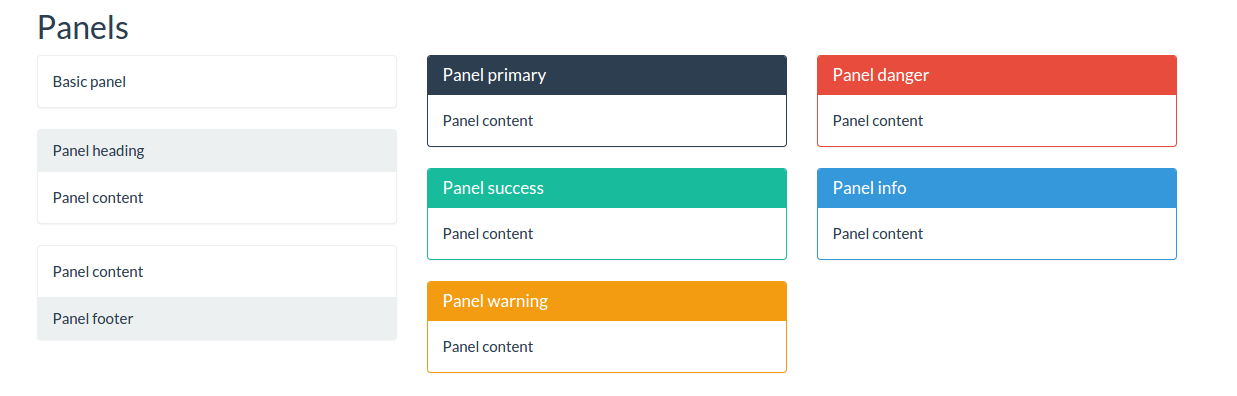 Panels
Basic panel
Panel heading
Panel content
Panel content
Panel footer
Panel primary
Panel content
Panel success
Panel content
Panel warning
Panel content
Panel danger
Panel content
Panel info
Panel content